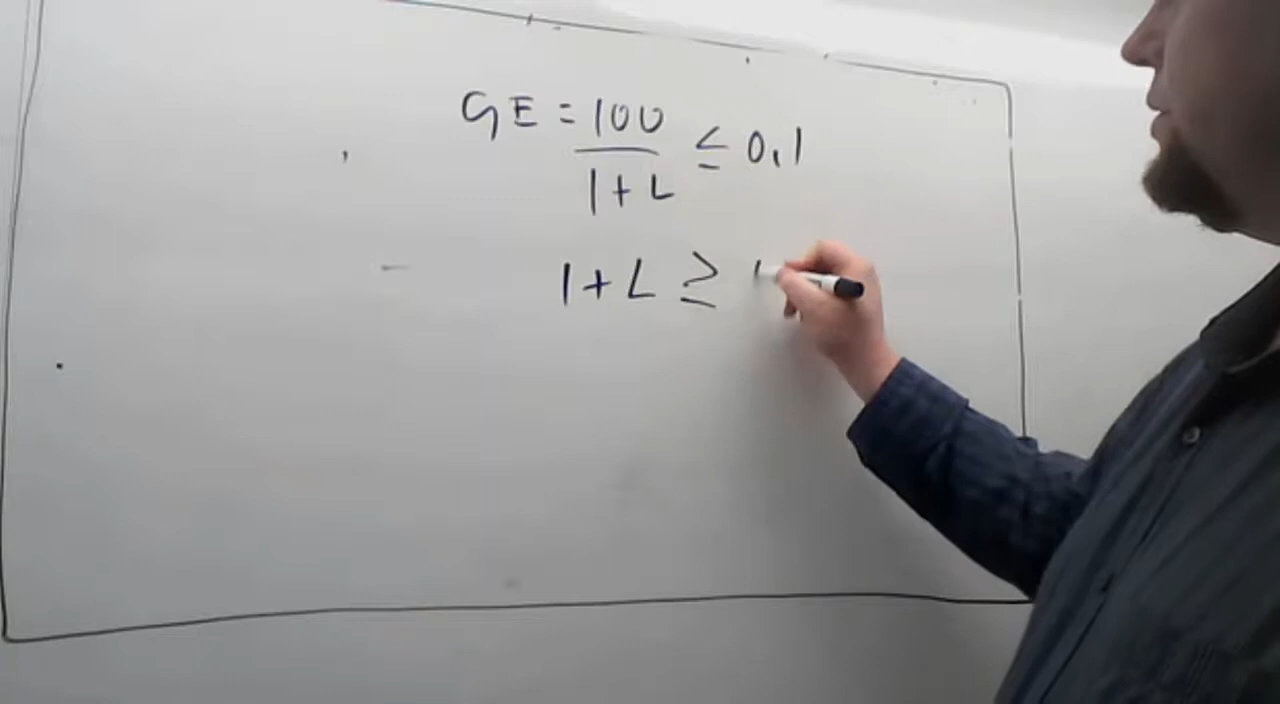 GE = 100/1+L ≤ 0,1
1+L ≥